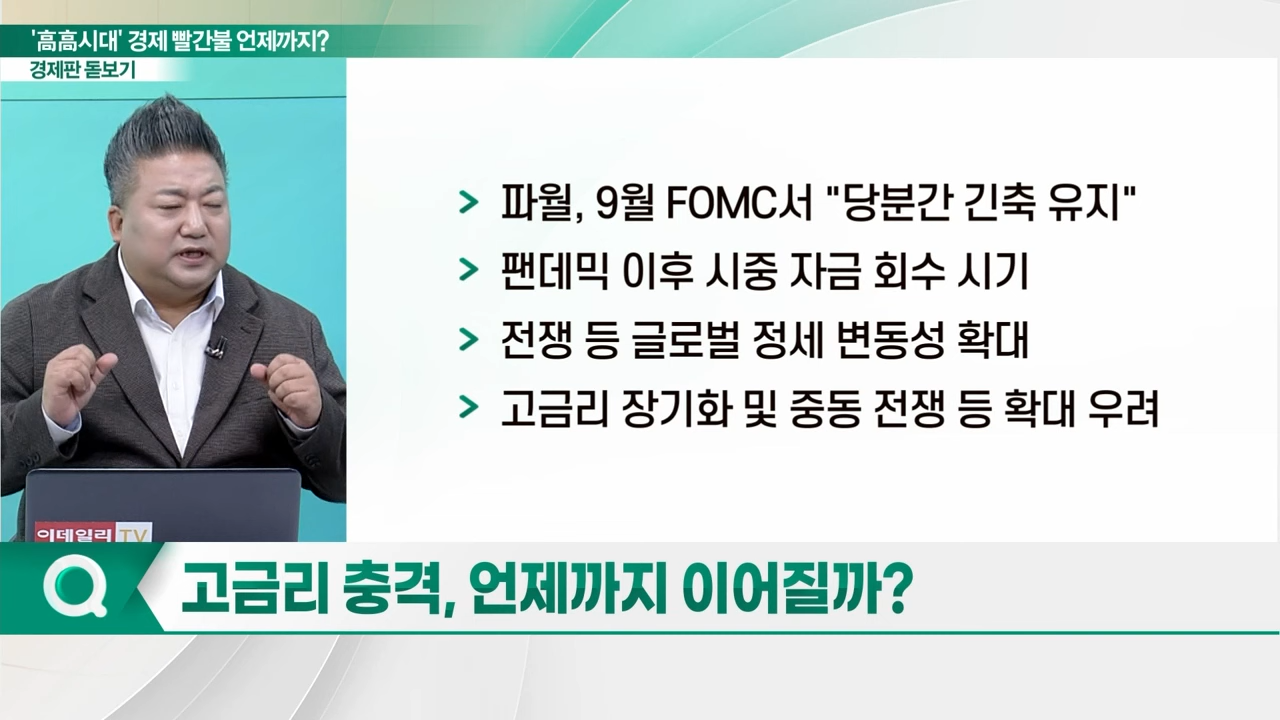 '高高시대' 경제 빨간불 언제까지?
경제판 돋보기
> 파월, 9월 FOMC서 "당분간 긴축 유지"
> 팬데믹 이후 시중 자금 회수 시기
> 전쟁 등 글로벌 정세 변동성 확대
> 고금리 장기화 및 중동 전쟁 등 확대 우려
이데일리 TV
고금리 충격, 언제까지 이어질까?